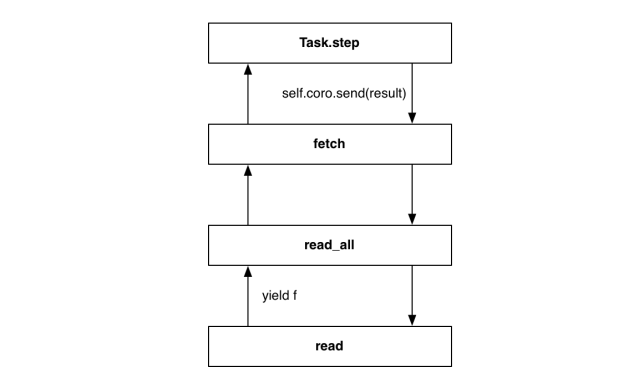 Task.step
self.coro.send(result)
fetch
read_all
yield f
read